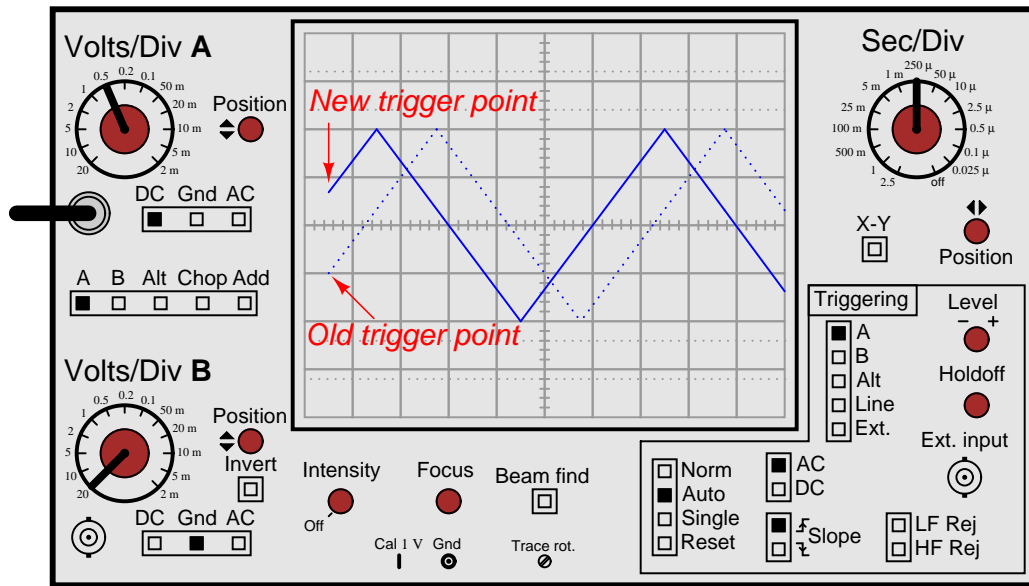 Volts/Div A
0.5 0.2 0.1
1 50 m
2 20 m
5 10 m
10 5 m
20 2 m
Position
DC Gnd AC
A B Alt Chop Add
Volts/Div B
0.5 0.2 0.1
1 50 m
2 20 m
5 10 m
10 5 m
20 2 m
Position
Invert
DC Gnd AC
New trigger point
Old trigger point
Intensity
Off
Focus
Beam find
Cal 1 V Gnd
Trace rot.
Sec/Div
250 µ
1 m 50 µ
5 m 10 µ
25 m 2.5 µ
100 m 0.5 µ
500 m 0.1 µ
1 0.025 µ
2.5 off
X-Y
Position
Triggering
A
B
Alt
Line
Ext.
Level
- +
Holdoff
Ext. input
Norm
Auto
Single
Reset
AC
DC
Slope
LF Rej
HF Rej